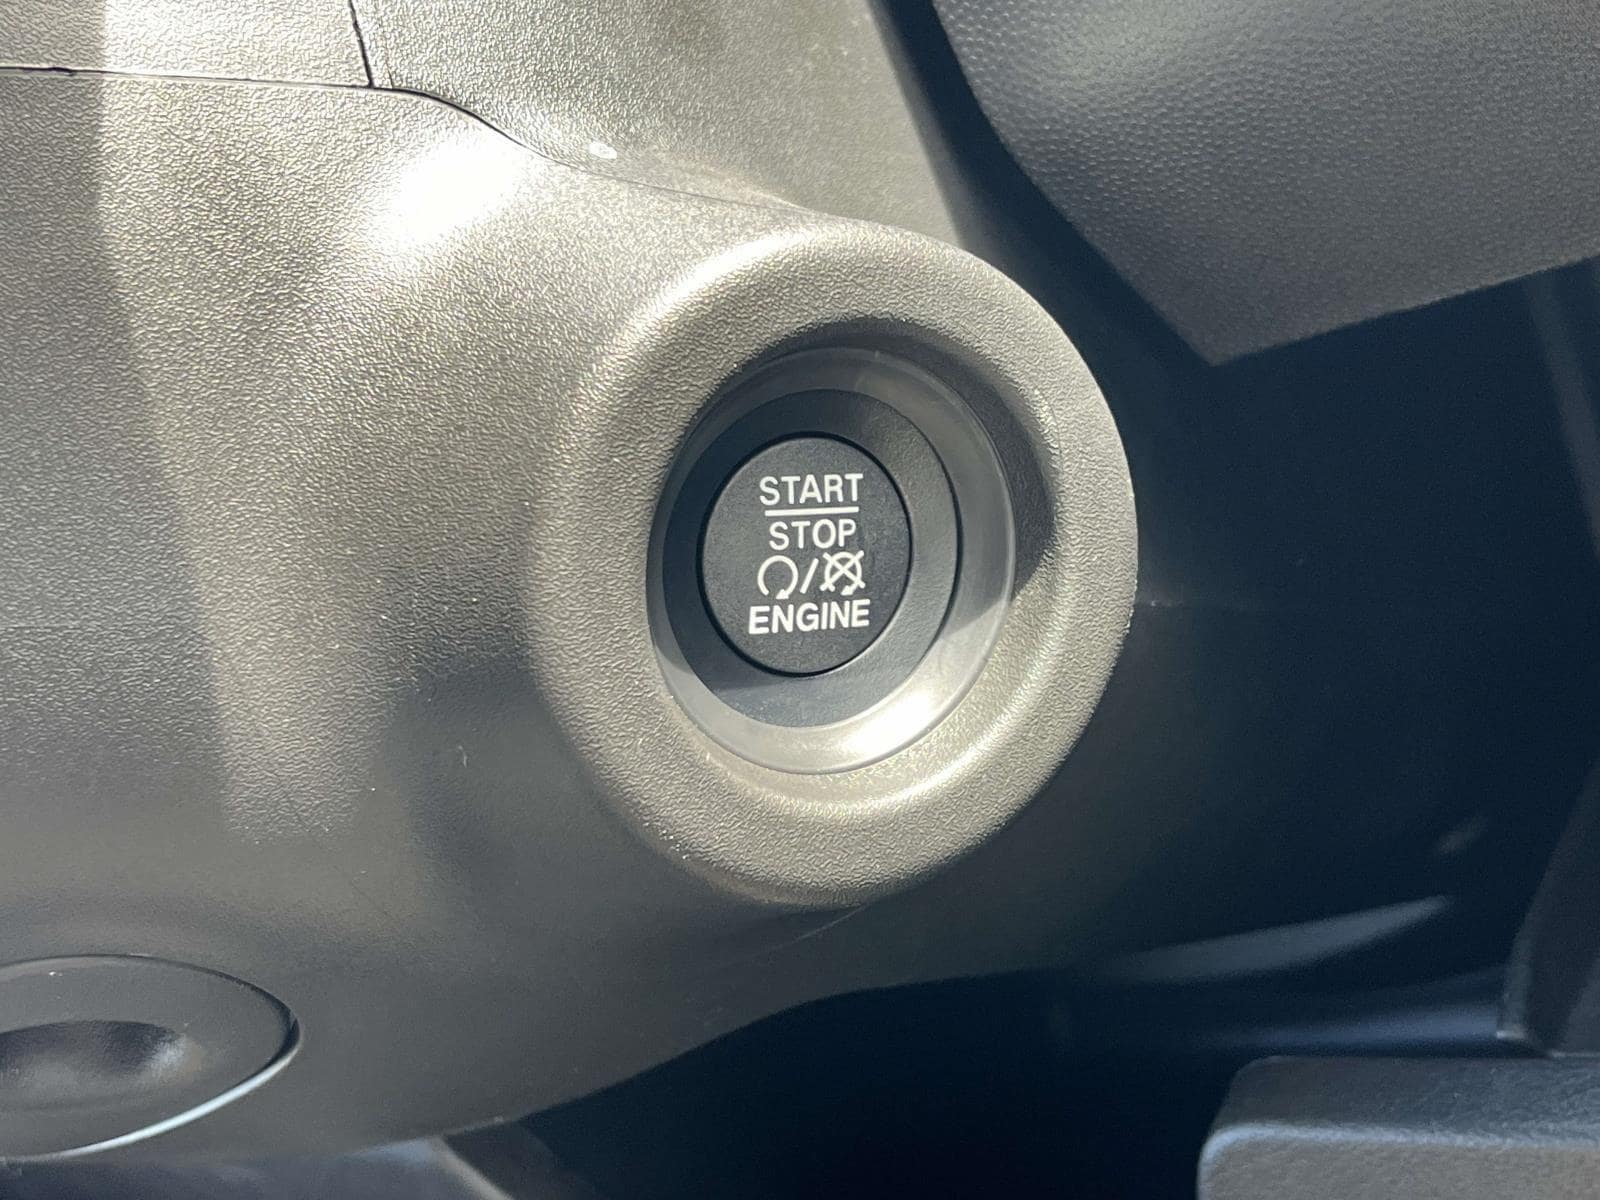 START
STOP
/
ENGINE